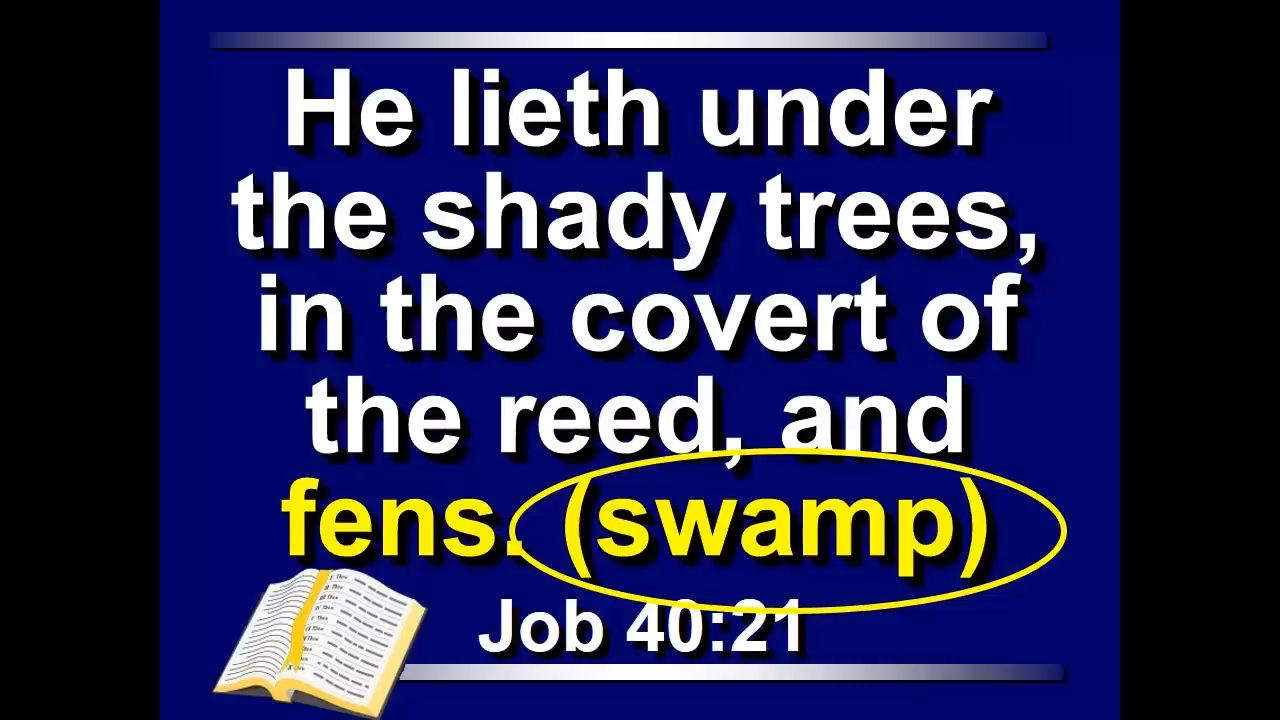 He lieth under
the shady trees,
in the covert of
the reed, and
fens. (swamp)
Job 40:21